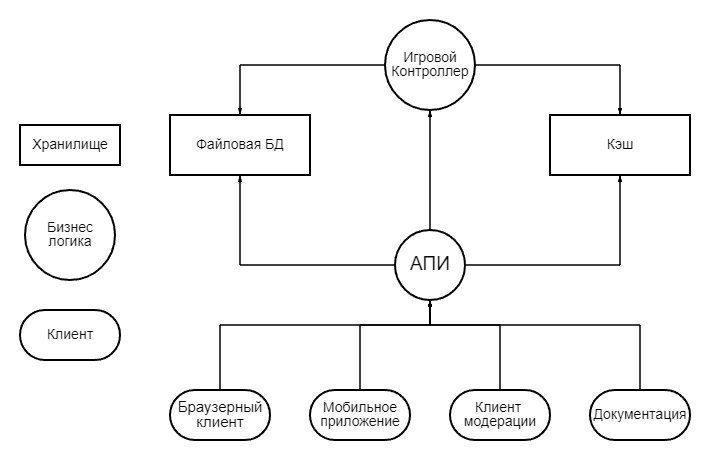 Игровой
Контроллер
Хранилище
Файловая БД
Кэш
Бизнес
логика
АПИ
Клиент
Браузерный
клиент
Мобильное
приложение
Клиент
модерации
Документация